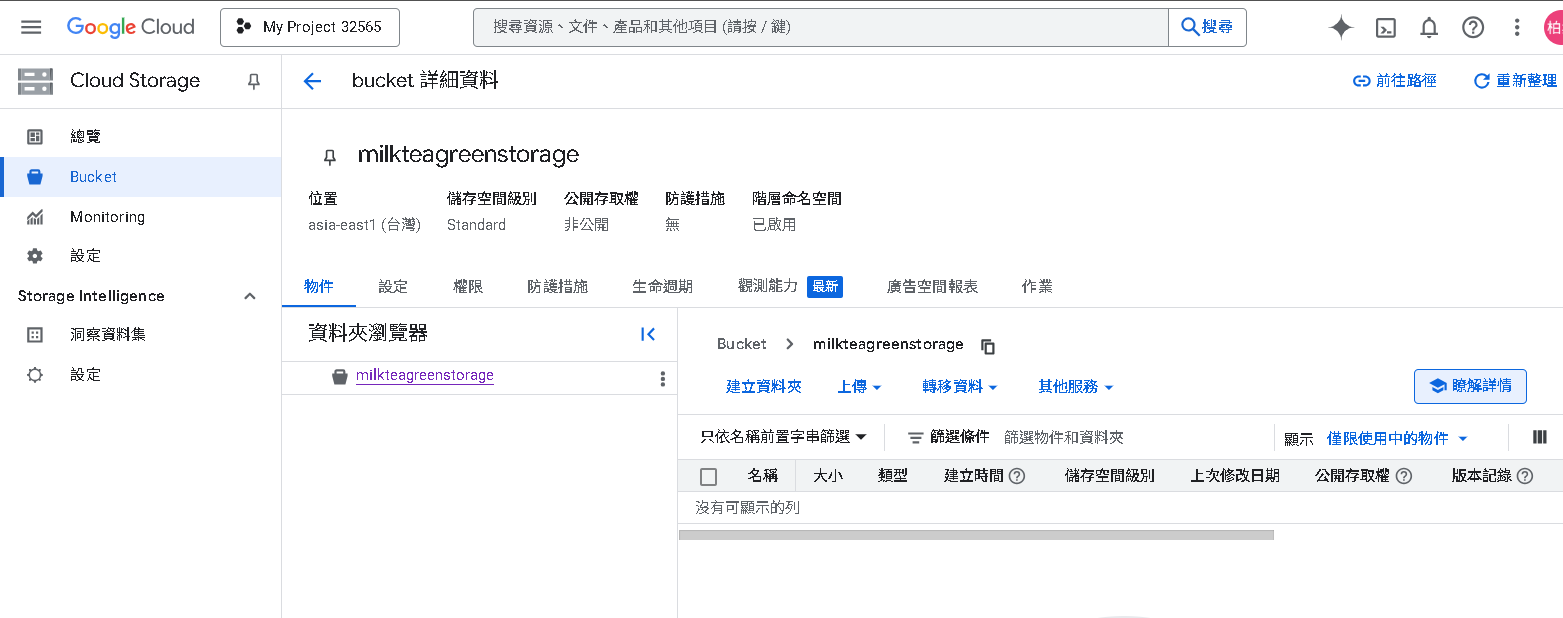 Google Cloud My Project 32565 搜尋資源、文件、產品和其他項目 (請按 / 鍵) 搜尋 柏
Cloud Storage
總覽
Bucket
Monitoring
設定
Storage Intelligence
洞察資料集
設定
bucket 詳細資料 前往路徑 重新整理
milkteagreenstorage
位置 儲存空間級別 公開存取權 防護措施 階層命名空間
asia-east1 (台灣) Standard 非公開 無 已啟用
物件 設定 權限 防護措施 生命週期 觀測能力 最新 廣告空間報表 作業
資料夾瀏覽器
milkteagreenstorage
Bucket milkteagreenstorage
建立資料夾 上傳 轉移資料 其他服務 瞭解詳情
只依名稱前置字串篩選 篩選條件 篩選物件和資料夾 顯示 僅限使用中的物件
名稱 大小 類型 建立時間 儲存空間級別 上次修改日期 公開存取權 版本記錄
沒有可顯示的列